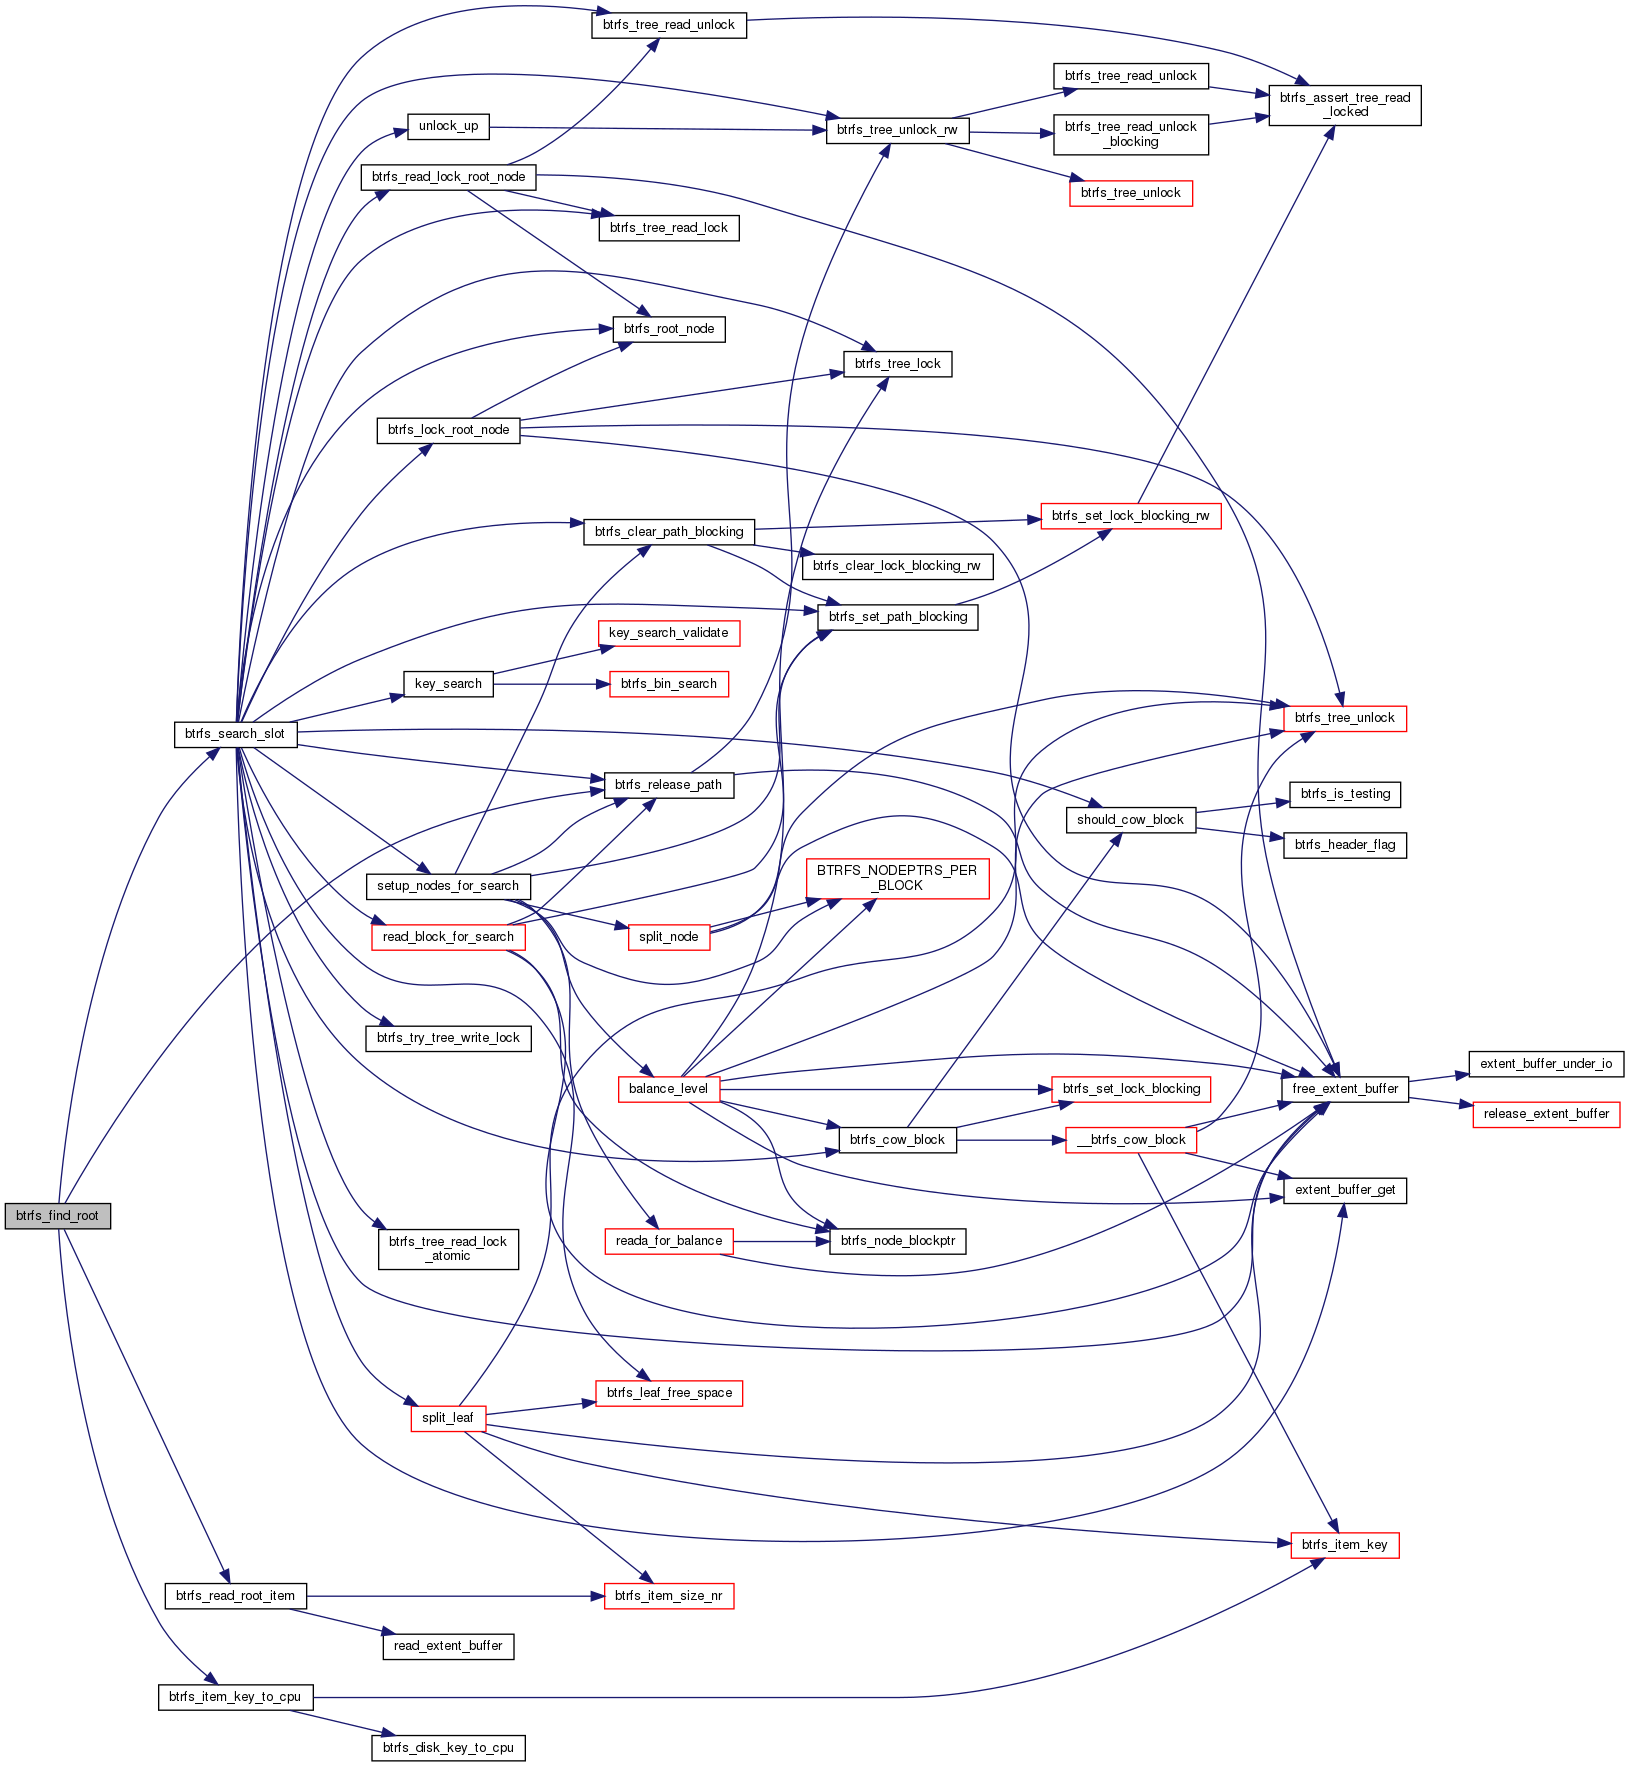 btrfs_tree_read_unlock
btrfs_tree_read_unlock
btrfs_assert_tree_read
_locked
unlock_up
btrfs_tree_unlock_rw
btrfs_tree_read_unlock
_blocking
btrfs_read_lock_root_node
btrfs_tree_unlock
btrfs_tree_read_lock
btrfs_root_node
btrfs_tree_lock
btrfs_lock_root_node
btrfs_set_lock_blocking_rw
btrfs_clear_path_blocking
btrfs_clear_lock_blocking_rw
btrfs_set_path_blocking
key_search_validate
key_search
btrfs_bin_search
btrfs_tree_unlock
btrfs_search_slot
btrfs_release_path
btrfs_is_testing
should_cow_block
btrfs_header_flag
BTRFS_NODEPTRS_PER
_BLOCK
setup_nodes_for_search
read_block_for_search
split_node
btrfs_try_tree_write_lock
extent_buffer_under_io
balance_level
btrfs_set_lock_blocking
free_extent_buffer
release_extent_buffer
btrfs_cow_block
__btrfs_cow_block
extent_buffer_get
btrfs_find_root
btrfs_tree_read_lock
_atomic
reada_for_balance
btrfs_node_blockptr
btrfs_leaf_free_space
split_leaf
btrfs_item_key
btrfs_read_root_item
btrfs_item_size_nr
read_extent_buffer
btrfs_item_key_to_cpu
btrfs_disk_key_to_cpu